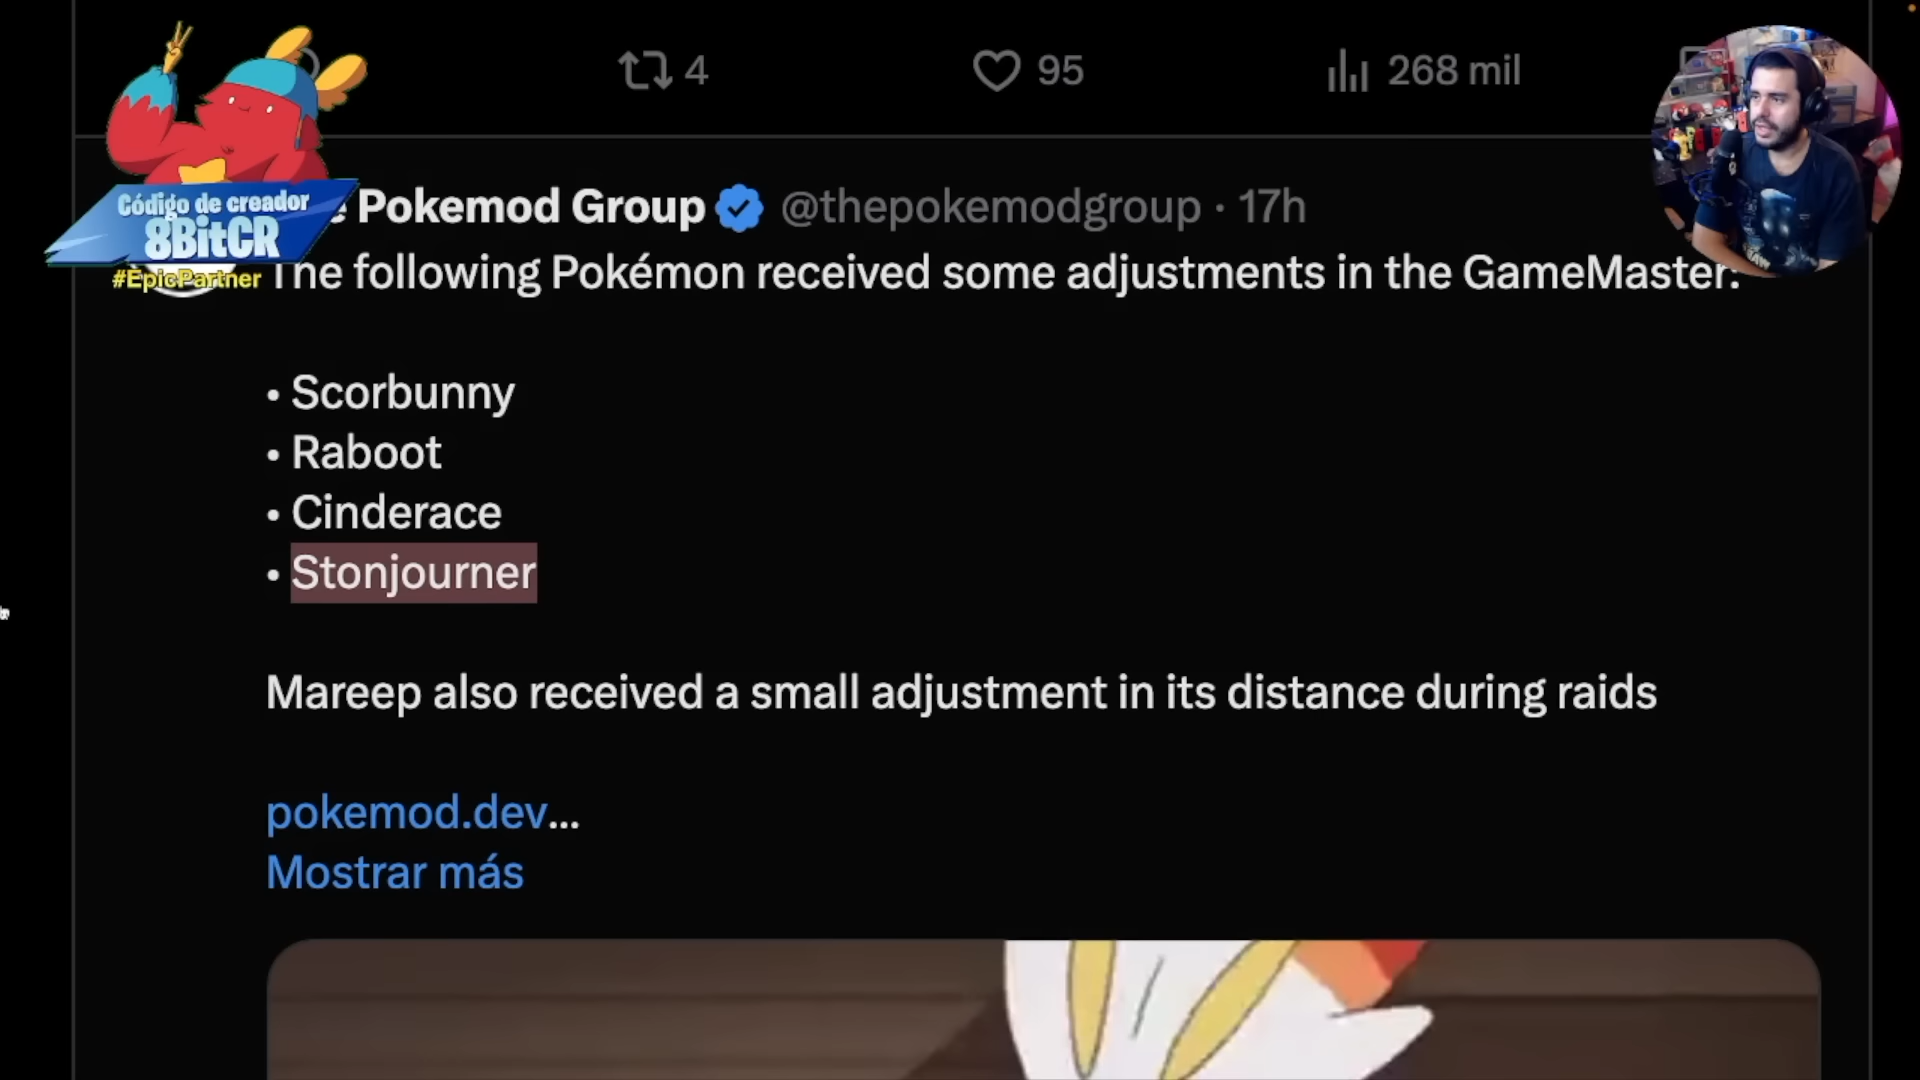 4 95 268 mil
Código de creador
8BitCR
#EpicPartner
Pokemod Group @thepokemodgroup · 17h
The following Pokémon received some adjustments in the GameMaster:
• Scorbunny
• Raboot
• Cinderace
• Stonjourner
Mareep also received a small adjustment in its distance during raids
pokemod.dev...
Mostrar más